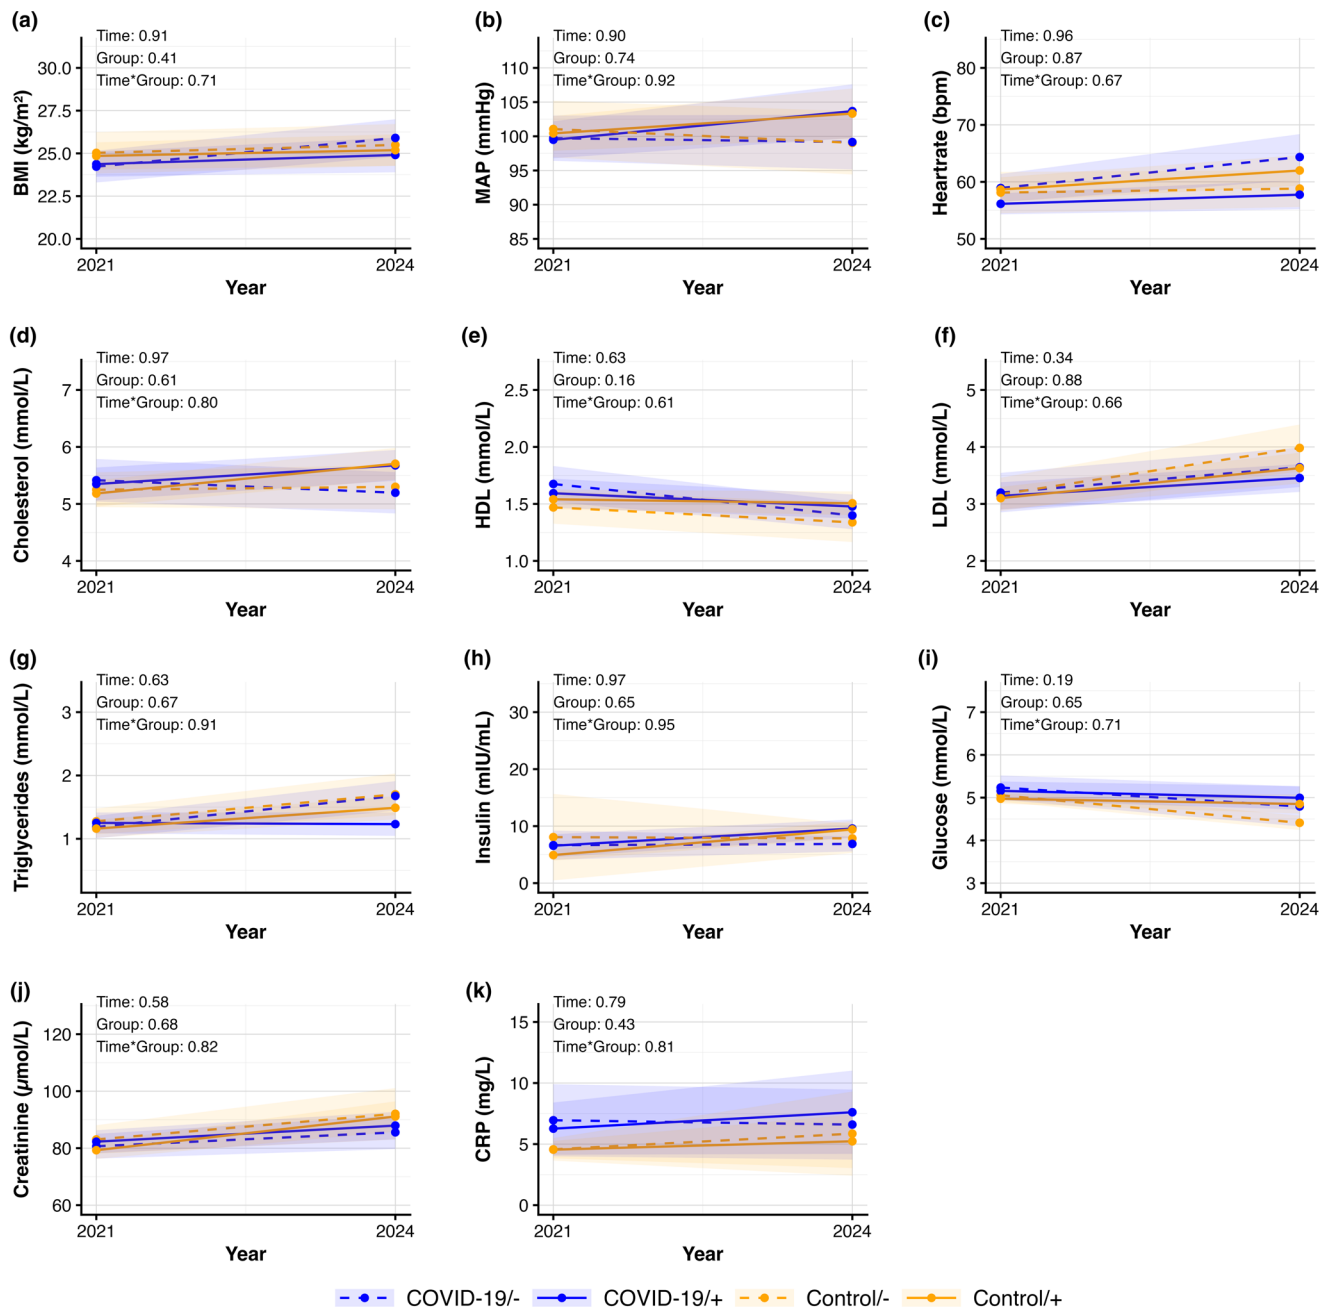 (a)
Time: 0.91
Group: 0.41
Time*Group: 0.71
30.0
27.5
25.0
22.5
20.0
BMI (kg/m²)
2021
2024
Year
(b)
Time: 0.90
Group: 0.74
Time*Group: 0.92
110
105
100
95
90
85
MAP (mmHg)
2021
2024
Year
(c)
Time: 0.96
Group: 0.87
Time*Group: 0.67
80
70
60
50
Heartrate (bpm)
2021
2024
Year
(d)
Time: 0.97
Group: 0.61
Time*Group: 0.80
7
6
5
4
Cholesterol (mmol/L)
2021
2024
Year
(e)
Time: 0.63
Group: 0.16
Time*Group: 0.61
2.5
2.0
1.5
1.0
HDL (mmol/L)
2021
2024
Year
(f)
Time: 0.34
Group: 0.88
Time*Group: 0.66
5
4
3
2
LDL (mmol/L)
2021
2024
Year
(g)
Time: 0.63
Group: 0.67
Time*Group: 0.91
3
2
1
Triglycerides (mmol/L)
2021
2024
Year
(h)
Time: 0.97
Group: 0.65
Time*Group: 0.95
30
20
10
0
Insulin (mIU/mL)
2021
2024
Year
(i)
Time: 0.19
Group: 0.65
Time*Group: 0.71
7
6
5
4
3
Glucose (mmol/L)
2021
2024
Year
(j)
Time: 0.58
Group: 0.68
Time*Group: 0.82
120
100
80
60
Creatinine (µmol/L)
2021
2024
Year
(k)
Time: 0.79
Group: 0.43
Time*Group: 0.81
15
10
5
0
CRP (mg/L)
2021
2024
Year
COVID-19/- COVID-19/+ Control/- Control/+